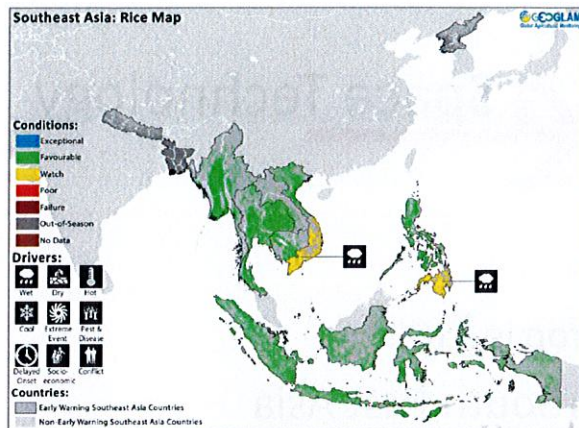 Southeast Asia: Rice Map
GEOGLAM
Global Agricultural Monitoring
Conditions:
Exceptional
Favourable
Watch
Poor
Failure
Out-of-Season
No Data
Drivers:
Wet
Dry
Hot
Cool
Extreme
Event
Pest &
Disease
Delayed
Onset
Socio-
economic
Conflict
Countries:
Early Warning Southeast Asia Countries
Non-Early Warning Southeast Asia Countries